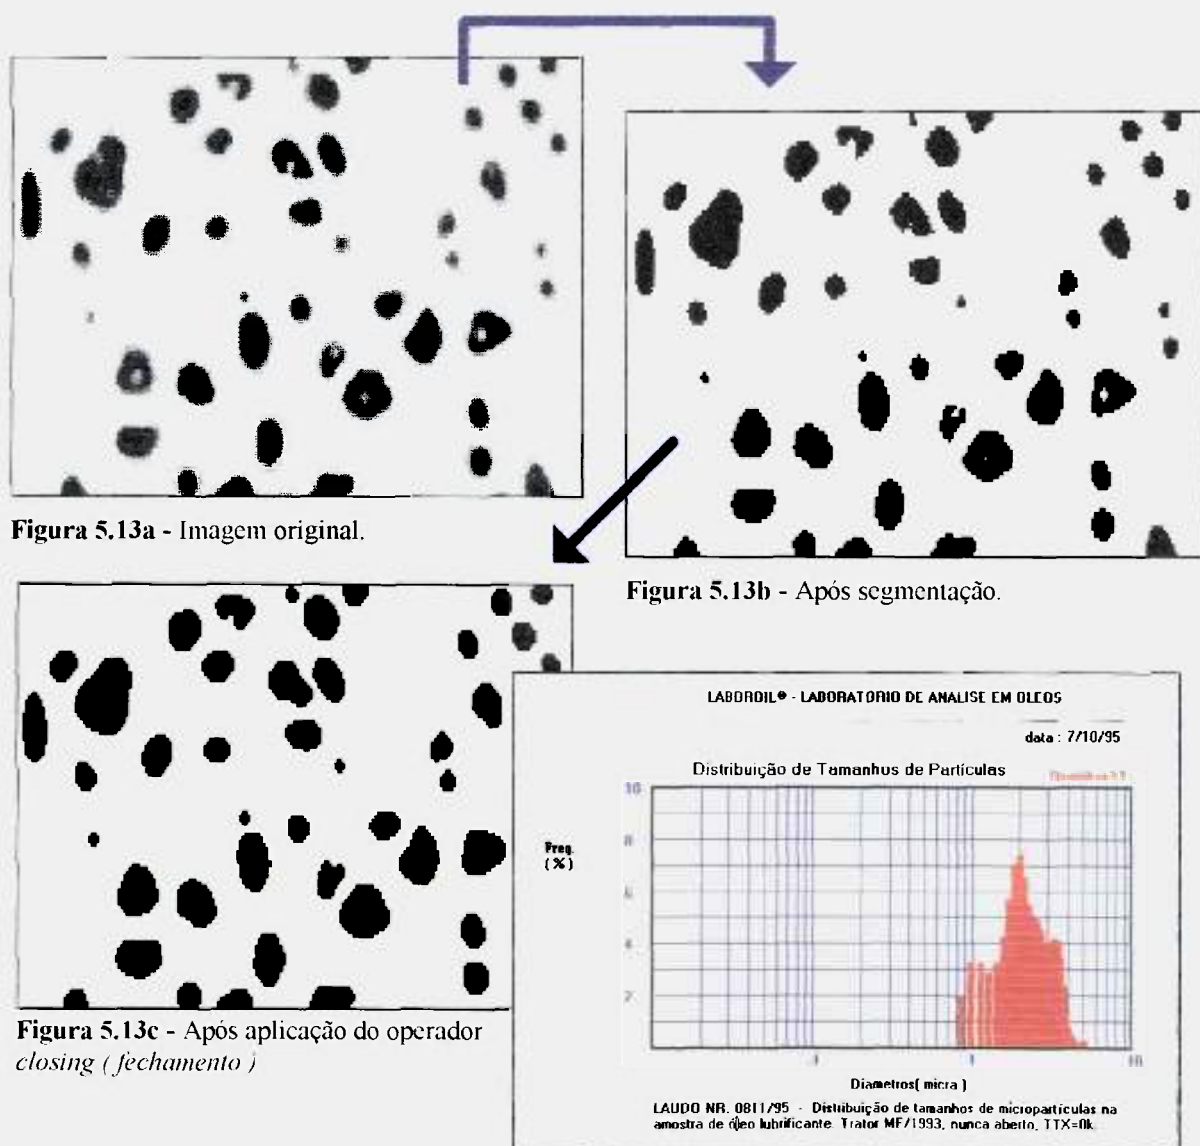 Figura 5.13a - Imagem original.
Figura 5.13b - Após segmentação.
Figura 5.13c - Após aplicação do operador
closing ( fechamento )
LABOROIL® - LABORATORIO DE ANALISE EM OLEOS
data : 7/10/95
Distribuição de Tamanhos de Partículas
10
8
6
4
2
Freq.
(%)
.1
1
10
Diametros( micra )
LAUDO NR. 0811/95 - Distribuição de tamanhos de micropartículas na
amostra de óleo lubrificante. Trator MF/1993, nunca aberto, TTX=0k